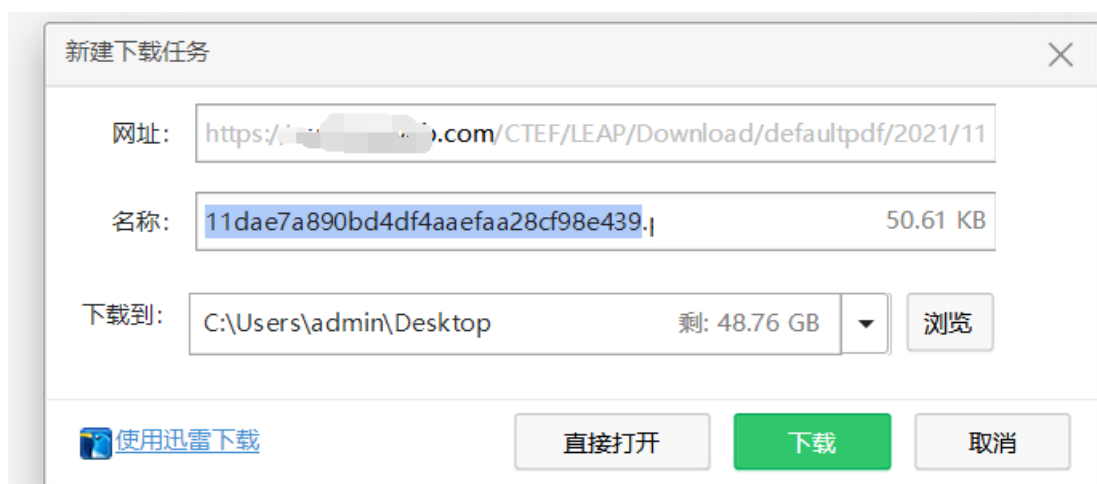 新建下载任务
网址： https:/ .com/CTEF/LEAP/Download/defaultpdf/2021/11
名称： 11dae7a890bd4df4aaefaa28cf98e439. 50.61 KB
下载到： C:\Users\admin\Desktop 剩: 48.76 GB 浏览
使用迅雷下载 直接打开 下载 取消